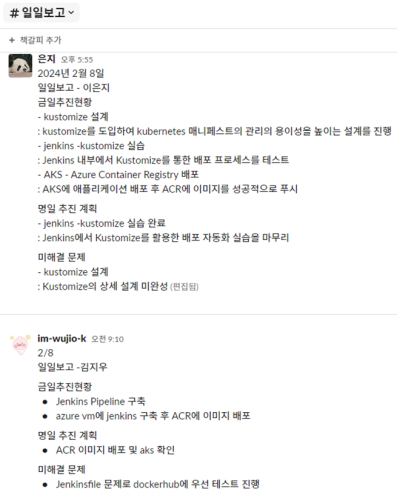 # 일일보고
+ 책갈피 추가
은지 오후 5:55
2024년 2월 8일
일일보고 - 이은지
금일추진현황
- kustomize 설계
: kustomize를 도입하여 kubernetes 매니페스트의 관리의 용이성을 높이는 설계를 진행
- jenkins -kustomize 실습
: Jenkins 내부에서 Kustomize를 통한 배포 프로세스를 테스트
- AKS - Azure Container Registry 배포
: AKS에 애플리케이션 배포 후 ACR에 이미지를 성공적으로 푸시
명일 추진 계획
- jenkins -kustomize 실습 완료
: Jenkins에서 Kustomize를 활용한 배포 자동화 실습을 마무리
미해결 문제
- kustomize 설계
: Kustomize의 상세 설계 미완성 (편집됨)
im-wujio-k 오전 9:10
2/8
일일보고 -김지우
금일추진현황
• Jenkins Pipeline 구축
• azure vm에 jenkins 구축 후 ACR에 이미지 배포
명일 추진 계획
• ACR 이미지 배포 및 aks 확인
미해결 문제
• Jenkinsfile 문제로 dockerhub에 우선 테스트 진행